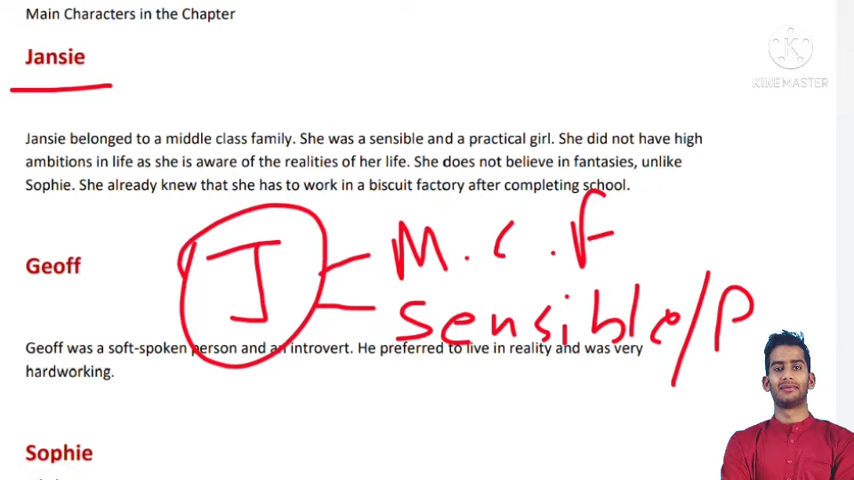 Main Characters in the Chapter
KINEMASTER
Jansie
Jansie belonged to a middle class family. She was a sensible and a practical girl. She did not have high
ambitions in life as she is aware of the realities of her life. She does not believe in fantasies, unlike
Sophie. She already knew that she has to work in a biscuit factory after completing school.
J
M.C.F
Sensible/P
Geoff
Geoff was a soft-spoken person and an introvert. He preferred to live in reality and was very
hardworking.
Sophie